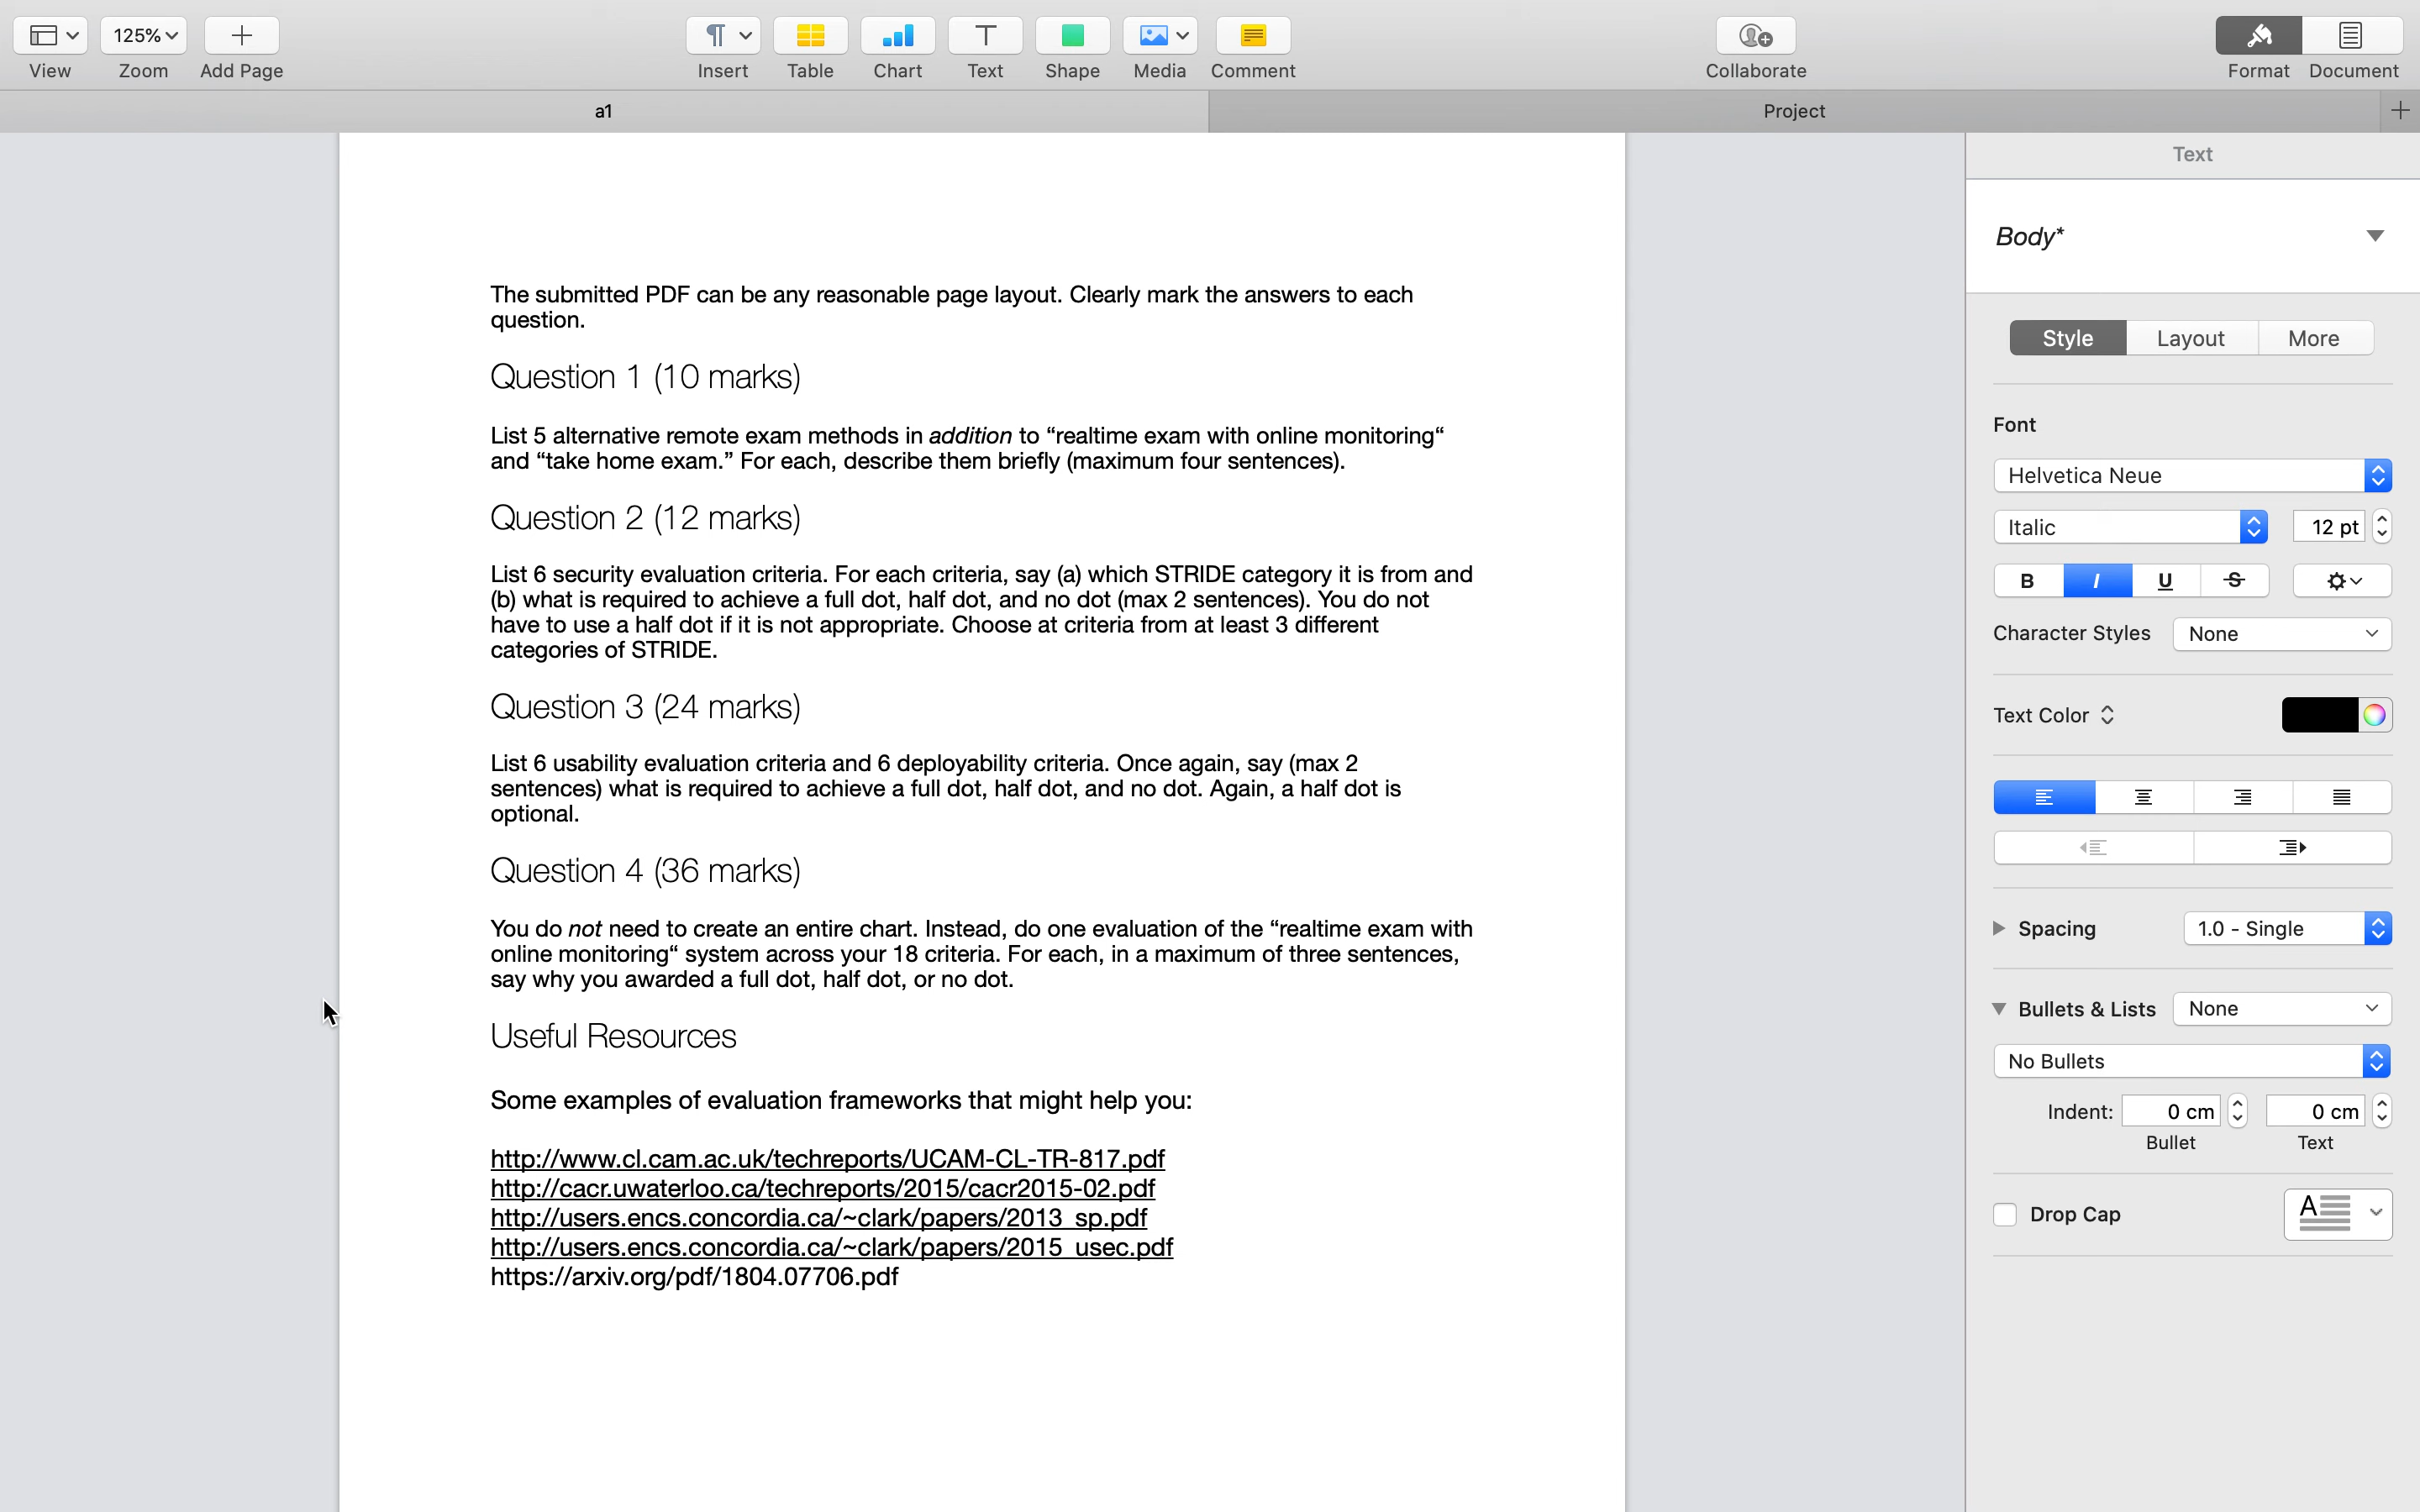 125%
View
Zoom
Add Page
Insert
Table
Chart
Text
Shape
Media
Comment
Collaborate
Format
Document
a1
Project
Text
The submitted PDF can be any reasonable page layout. Clearly mark the answers to each
question.
Question 1 (10 marks)
List 5 alternative remote exam methods in addition to “realtime exam with online monitoring“
and “take home exam.” For each, describe them briefly (maximum four sentences).
Question 2 (12 marks)
List 6 security evaluation criteria. For each criteria, say (a) which STRIDE category it is from and
(b) what is required to achieve a full dot, half dot, and no dot (max 2 sentences). You do not
have to use a half dot if it is not appropriate. Choose at criteria from at least 3 different
categories of STRIDE.
Question 3 (24 marks)
List 6 usability evaluation criteria and 6 deployability criteria. Once again, say (max 2
sentences) what is required to achieve a full dot, half dot, and no dot. Again, a half dot is
optional.
Question 4 (36 marks)
You do not need to create an entire chart. Instead, do one evaluation of the “realtime exam with
online monitoring“ system across your 18 criteria. For each, in a maximum of three sentences,
say why you awarded a full dot, half dot, or no dot.
Useful Resources
Some examples of evaluation frameworks that might help you:
http://www.cl.cam.ac.uk/techreports/UCAM-CL-TR-817.pdf
http://cacr.uwaterloo.ca/techreports/2015/cacr2015-02.pdf
http://users.encs.concordia.ca/~clark/papers/2013_sp.pdf
http://users.encs.concordia.ca/~clark/papers/2015_usec.pdf
https://arxiv.org/pdf/1804.07706.pdf
Body*
Style
Layout
More
Font
Helvetica Neue
Italic
12 pt
B
I
U
S
Character Styles
None
Text Color
Spacing
1.0 - Single
Bullets & Lists
None
No Bullets
Indent:
0 cm
0 cm
Bullet
Text
Drop Cap
A